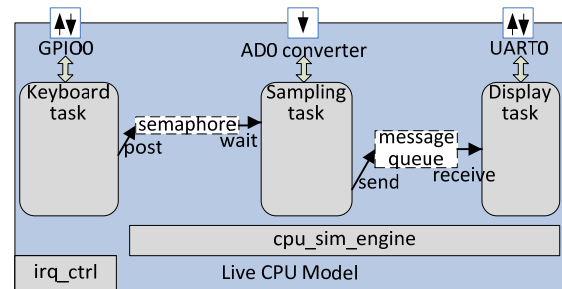 GPIO0
AD0 converter
UART0
Keyboard
task
Sampling
task
Display
task
semaphore
post
wait
message
queue
send
receive
cpu_sim_engine
irq_ctrl
Live CPU Model